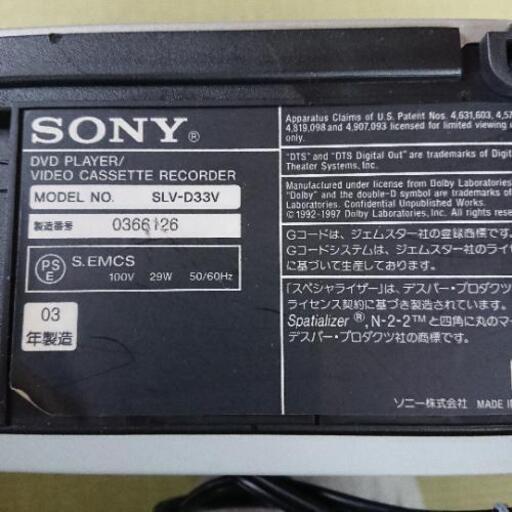 SONY®
DVD PLAYER/
VIDEO CASSETTE RECORDER
MODEL NO. SLV-D33V
製造番号 0366126
PS
E
S.EMCS
100V 29W 50/60Hz
03
年製造
Apparatus Claims of U.S. Patent Nos. 4,631,603,
4,819,098 and 4,907,093 licensed for limited viewing
only.
"DTS" and "DTS Digital Out" are trademarks of
Theater Systems, Inc.
Manufactured under license from Dolby Laboratories
"Dolby" and the double-D symbol are trademarks
Laboratories. Confidential Unpublished Works.
©1992-1997 Dolby Laboratories, Inc. All rights
Gコードは、ジェムスター社の登録商標です。
Gコードシステムは、ジェムスター社のライ
に基づいて生産しております。
「スペシャライザー」は、デスパー・プロダクツ
ライセンス契約に基づき製造されています。
Spatializer®, N-2-2™と四角に丸のマー
デスパー・プロダクツ社の商標です。
ソニー株式会社 MADE IN